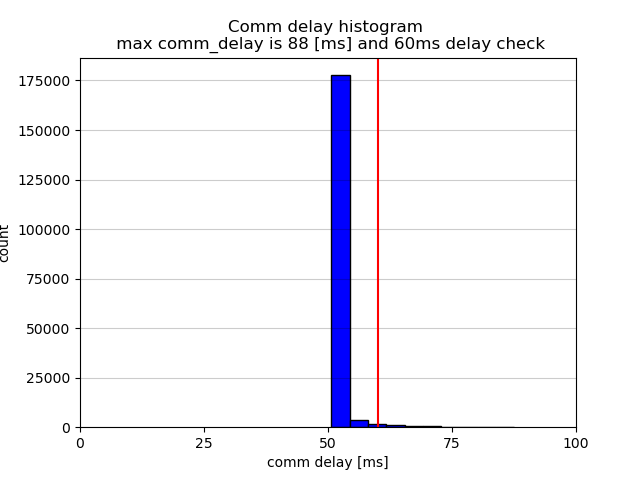 Comm delay histogram
max comm_delay is 88 [ms] and 60ms delay check
175000
150000
125000
100000
75000
50000
25000
0
count
0 25 50 75 100
comm delay [ms]